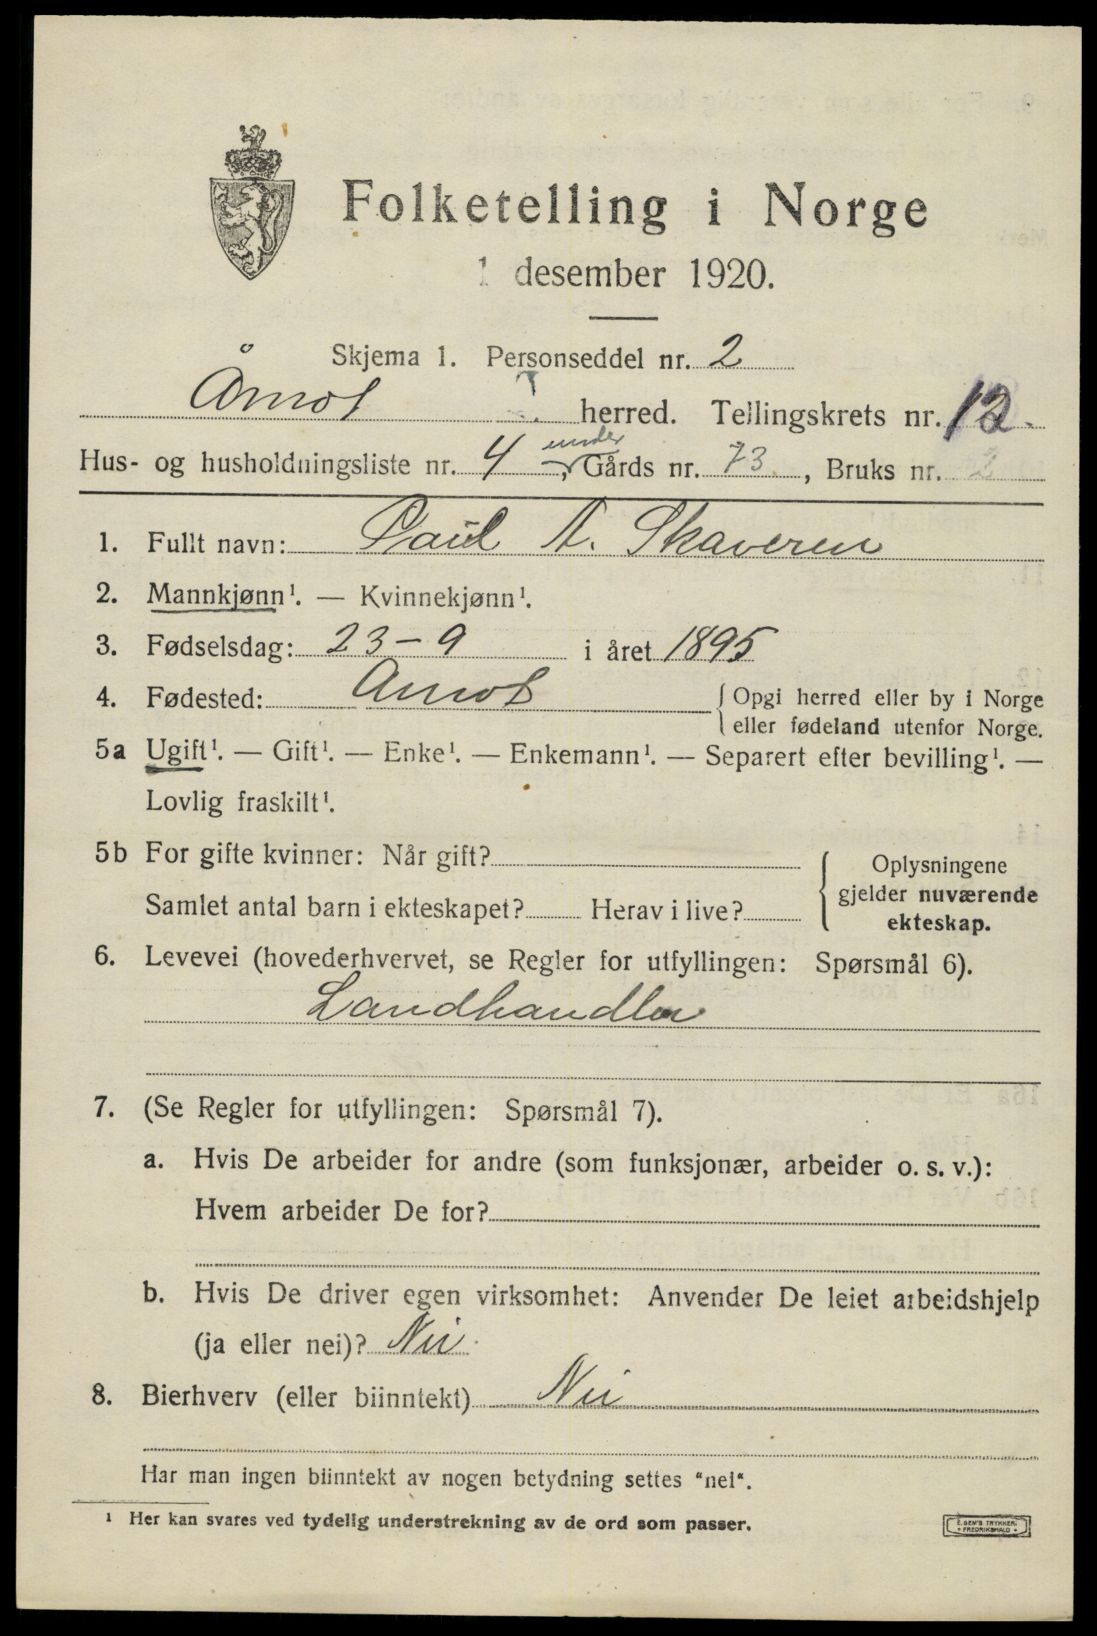 Folketelling i Norge
1 desember 1920.
Skjema 1. Personseddel nr. 2
Åmot herred. Tellingskrets nr. 12.
under
Hus- og husholdningsliste nr. 4, Gårds nr. 73, Bruks nr. 2
1. Fullt navn: Paul A. Skaveren
2. Mannkjønn¹. — Kvinnekjønn¹.
3. Fødselsdag: 23-9 i året 1895
4. Fødested: Amot { Opgi herred eller by i Norge
eller fødeland utenfor Norge.
5a Ugift¹. — Gift¹. — Enke¹. — Enkemann¹. — Separert efter bevilling¹. —
Lovlig fraskilt¹.
5b For gifte kvinner: Når gift?
Samlet antal barn i ekteskapet? Herav i live?
Oplysningene
gjelder nuværende
ekteskap.
6. Levevei (hovederhvervet, se Regler for utfyllingen: Spørsmål 6).
Landhandler
7. (Se Regler for utfyllingen: Spørsmål 7).
a. Hvis De arbeider for andre (som funksjonær, arbeider o. s. v.):
Hvem arbeider De for?
b. Hvis De driver egen virksomhet: Anvender De leiet arbeidshjelp
(ja eller nei)? Nei
8. Bierhverv (eller biinntekt) Nei
Har man ingen biinntekt av nogen betydning settes "nei".
¹ Her kan svares ved tydelig understrekning av de ord som passer.